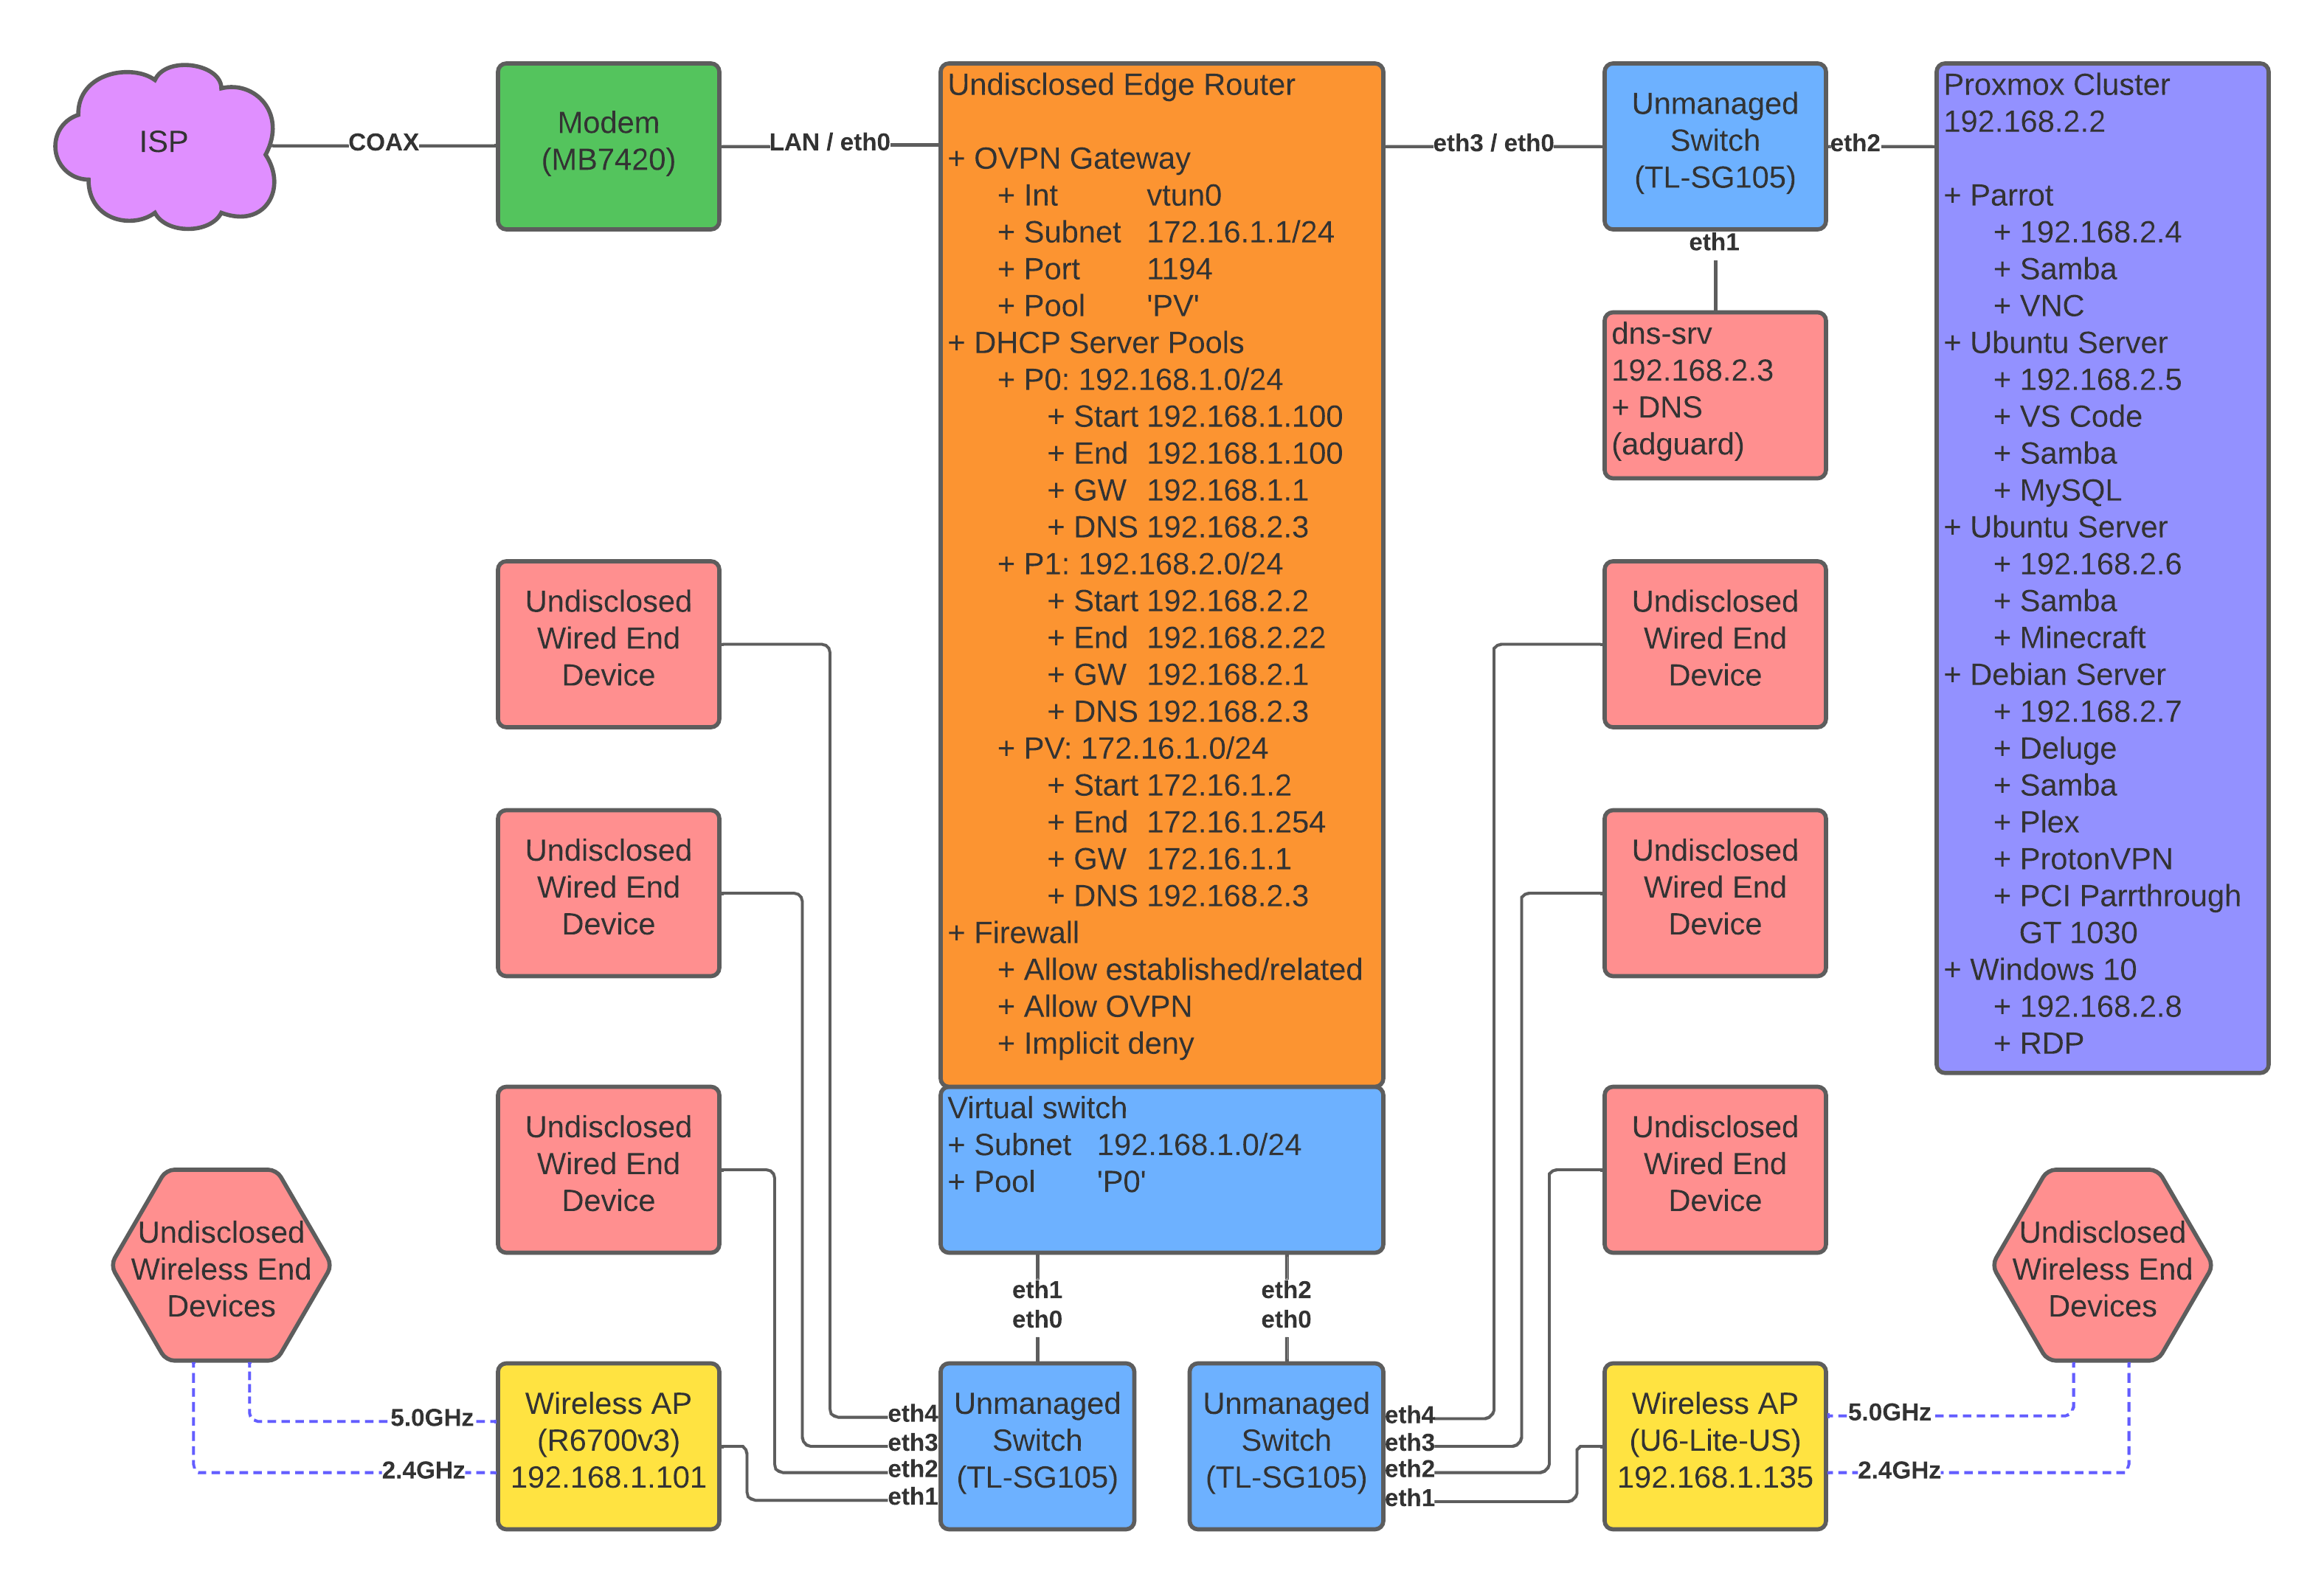 ISP
COAX
Modem
(MB7420)
LAN / eth0
Undisclosed Edge Router
+ OVPN Gateway
+ Int vtun0
+ Subnet 172.16.1.1/24
+ Port 1194
+ Pool 'PV'
+ DHCP Server Pools
+ P0: 192.168.1.0/24
+ Start 192.168.1.100
+ End 192.168.1.100
+ GW 192.168.1.1
+ DNS 192.168.2.3
+ P1: 192.168.2.0/24
+ Start 192.168.2.2
+ End 192.168.2.22
+ GW 192.168.2.1
+ DNS 192.168.2.3
+ PV: 172.16.1.0/24
+ Start 172.16.1.2
+ End 172.16.1.254
+ GW 172.16.1.1
+ DNS 192.168.2.3
+ Firewall
+ Allow established/related
+ Allow OVPN
+ Implicit deny
Virtual switch
+ Subnet 192.168.1.0/24
+ Pool 'P0'
eth3 / eth0
Unmanaged
Switch
(TL-SG105)
eth2
eth1
dns-srv
192.168.2.3
+ DNS
(adguard)
Proxmox Cluster
192.168.2.2
+ Parrot
+ 192.168.2.4
+ Samba
+ VNC
+ Ubuntu Server
+ 192.168.2.5
+ VS Code
+ Samba
+ MySQL
+ Ubuntu Server
+ 192.168.2.6
+ Samba
+ Minecraft
+ Debian Server
+ 192.168.2.7
+ Deluge
+ Samba
+ Plex
+ ProtonVPN
+ PCI Parrthrough
GT 1030
+ Windows 10
+ 192.168.2.8
+ RDP
Undisclosed
Wired End
Device
Undisclosed
Wired End
Device
Undisclosed
Wired End
Device
Undisclosed
Wired End
Device
Undisclosed
Wired End
Device
Undisclosed
Wired End
Device
Undisclosed
Wireless End
Devices
5.0GHz
2.4GHz
Wireless AP
(R6700v3)
192.168.1.101
eth4
eth3
eth2
eth1
eth1
eth0
Unmanaged
Switch
(TL-SG105)
eth2
eth0
Unmanaged
Switch
(TL-SG105)
eth4
eth3
eth2
eth1
Wireless AP
(U6-Lite-US)
192.168.1.135
5.0GHz
2.4GHz
Undisclosed
Wireless End
Devices